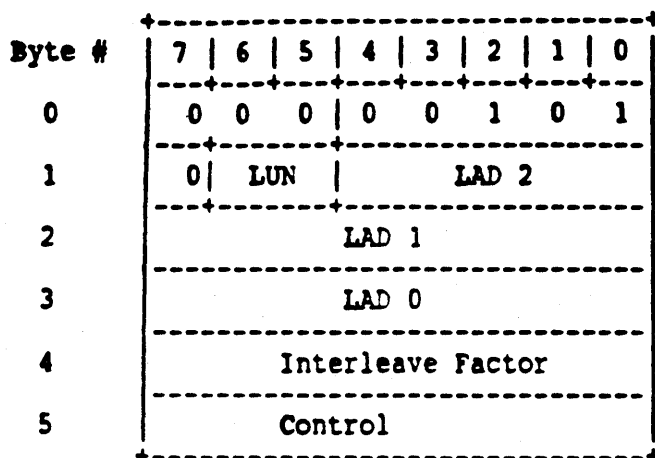 Byte # | 7 | 6 | 5 | 4 | 3 | 2 | 1 | 0
0 | 0 0 0 | 0 0 1 0 1
1 | 0| LUN | LAD 2
2 | LAD 1
3 | LAD 0
4 | Interleave Factor
5 | Control